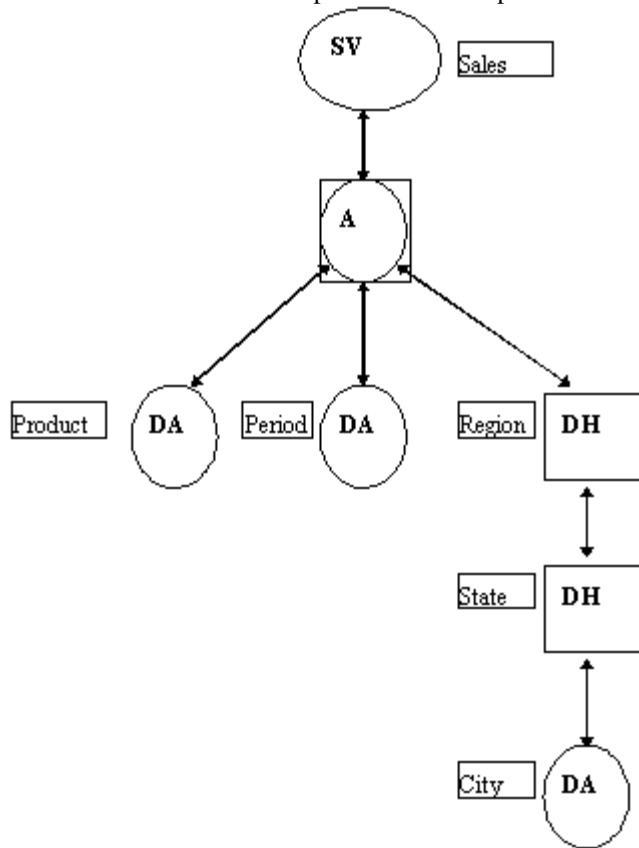 SV
Sales
A
Product
DA
Period
DA
Region
DH
State
DH
City
DA